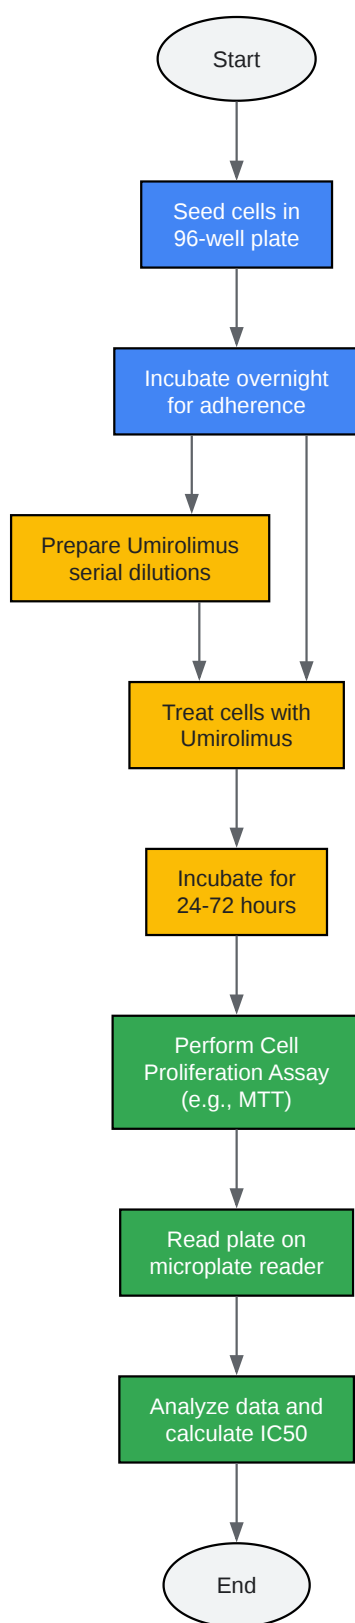 Start
Seed cells in
96-well plate
Incubate overnight
for adherence
Prepare Umirolimus
serial dilutions
Treat cells with
Umirolimus
Incubate for
24-72 hours
Perform Cell
Proliferation Assay
(e.g., MTT)
Read plate on
microplate reader
Analyze data and
calculate IC50
End